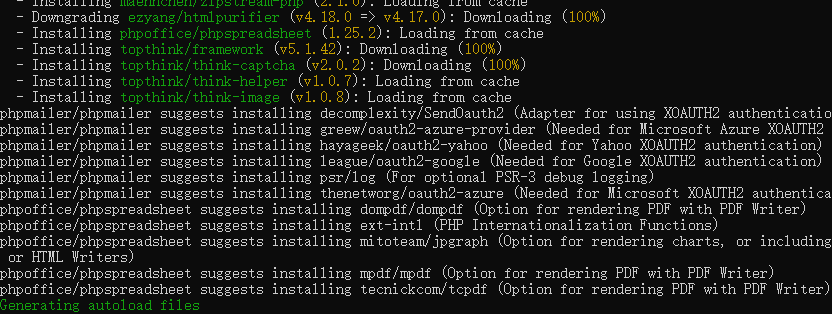 - Installing maennchen/zipstream-php (2.1.0): Loading from cache
- Downgrading ezyang/htmlpurifier (v4.18.0 => v4.17.0): Downloading (100%)
- Installing phpoffice/phpspreadsheet (1.25.2): Loading from cache
- Installing topthink/framework (v5.1.42): Downloading (100%)
- Installing topthink/think-captcha (v2.0.2): Downloading (100%)
- Installing topthink/think-helper (v1.0.7): Loading from cache
- Installing topthink/think-image (v1.0.8): Loading from cache
phpmailer/phpmailer suggests installing decomplexity/SendOauth2 (Adapter for using XOAUTH2 authenticatio
phpmailer/phpmailer suggests installing greew/oauth2-azure-provider (Needed for Microsoft Azure XOAUTH2
phpmailer/phpmailer suggests installing hayageek/oauth2-yahoo (Needed for Yahoo XOAUTH2 authentication)
phpmailer/phpmailer suggests installing league/oauth2-google (Needed for Google XOAUTH2 authentication)
phpmailer/phpmailer suggests installing psr/log (For optional PSR-3 debug logging)
phpmailer/phpmailer suggests installing thenetworg/oauth2-azure (Needed for Microsoft XOAUTH2 authentica
phpoffice/phpspreadsheet suggests installing dompdf/dompdf (Option for rendering PDF with PDF Writer)
phpoffice/phpspreadsheet suggests installing ext-intl (PHP Internationalization Functions)
phpoffice/phpspreadsheet suggests installing mitoteam/jpgraph (Option for rendering charts, or including
or HTML Writers)
phpoffice/phpspreadsheet suggests installing mpdf/mpdf (Option for rendering PDF with PDF Writer)
phpoffice/phpspreadsheet suggests installing tecnickcom/tcpdf (Option for rendering PDF with PDF Writer)
Generating autoload files